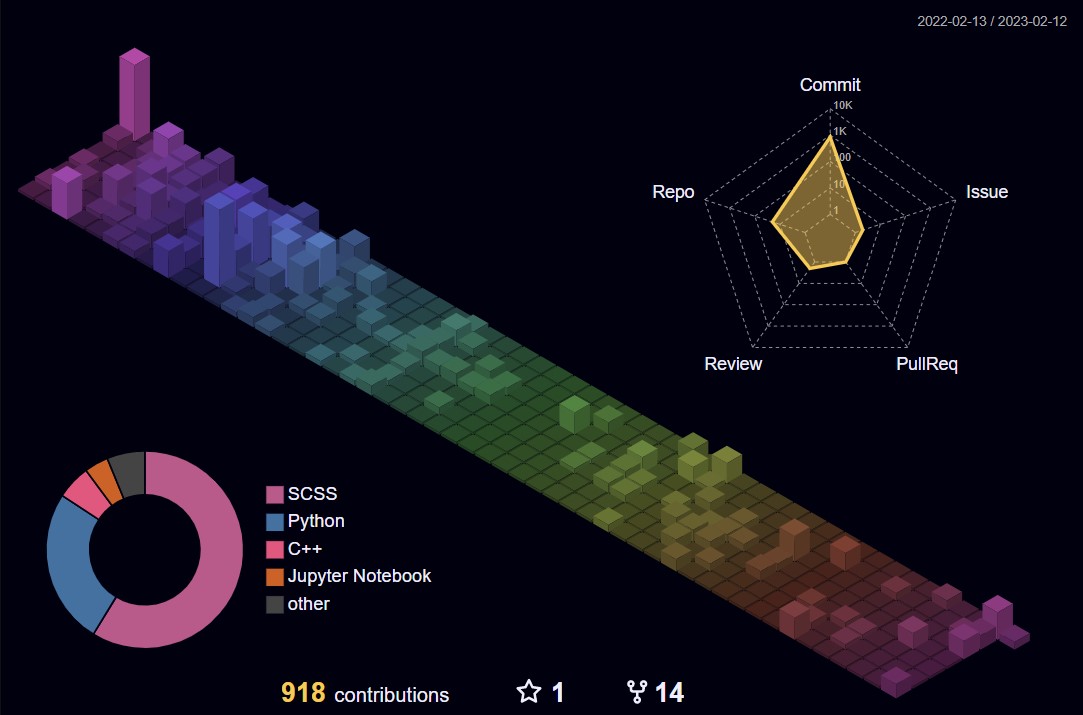 2022-02-13 / 2023-02-12
Commit
10K
1K
00
10
1
Repo
Issue
Review
PullReq
SCSS
Python
C++
Jupyter Notebook
other
918 contributions
1
14